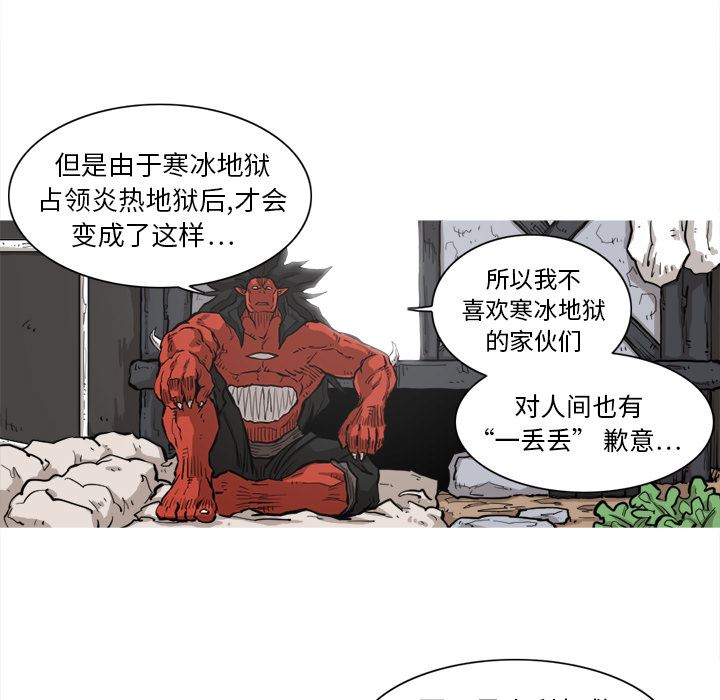 但是由于寒冰地狱
占领炎热地狱后,才会
变成了这样...
所以我不
喜欢寒冰地狱
的家伙们
对人间也有
“一丢丢” 歉意...